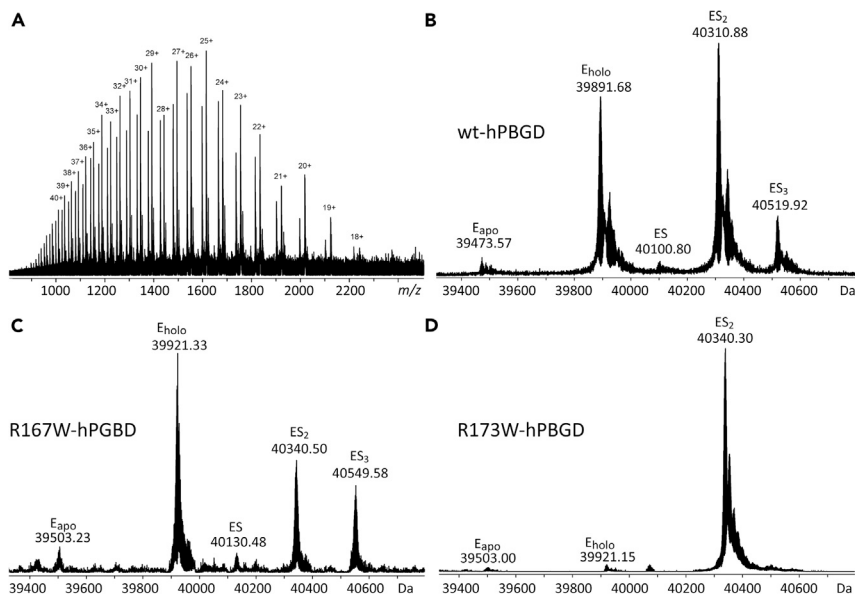 A
40+
39+
38+
37+
36+
35+
34+
33+
32+
31+
30+
29+
28+
27+
26+
25+
24+
23+
22+
21+
20+
19+
18+
1000 1200 1400 1600 1800 2000 2200 m/z
B
wt-hPBGD
Eapo
39473.57
Eholo
39891.68
ES
40100.80
ES2
40310.88
ES3
40519.92
39400 39600 39800 40000 40200 40400 40600 Da
C
R167W-hPGBD
Eapo
39503.23
Eholo
39921.33
ES
40130.48
ES2
40340.50
ES3
40549.58
39400 39600 39800 40000 40200 40400 40600 Da
D
R173W-hPBGD
Eapo
39503.00
Eholo
39921.15
ES2
40340.30
39400 39600 39800 40000 40200 40400 40600 Da